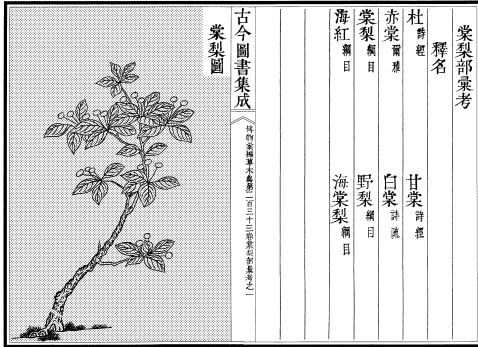 棠梨部彙考
釋名
杜詩經 甘棠詩經
赤棠爾雅 白棠詩疏
棠梨綱目 野梨綱目
海紅綱目 海棠梨綱目
古今圖書集成
博物彙編草木典第二百三十三卷棠梨部彙考之一
棠梨圖